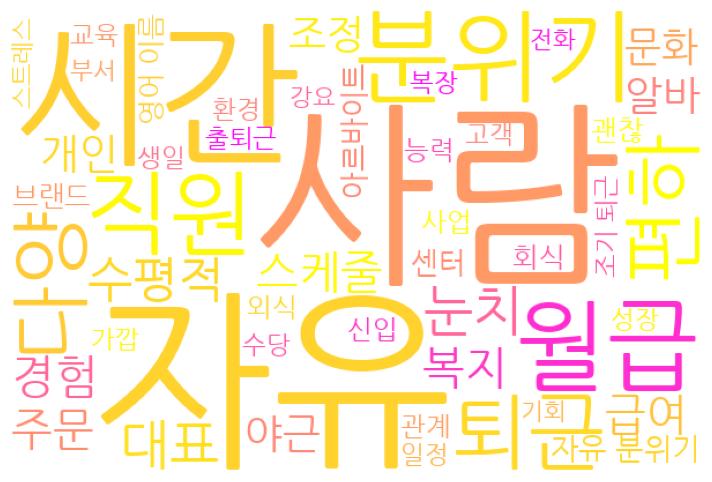 시간
사람
자유
분위기
직원
월급
편하
다양
퇴근
수평적
스케줄
눈치
복지
경험
주문
대표
야근
급여
자유 분위기
조정
개인
문화
알바
아르바이트
영어 이름
스트레스
교육
부서
환경
강요
출퇴근
생일
브랜드
전화
복장
고객
괜찮
능력
사업
센터
회식
조기 퇴근
외식
신입
수당
가깝
성장
관계
일정
기회